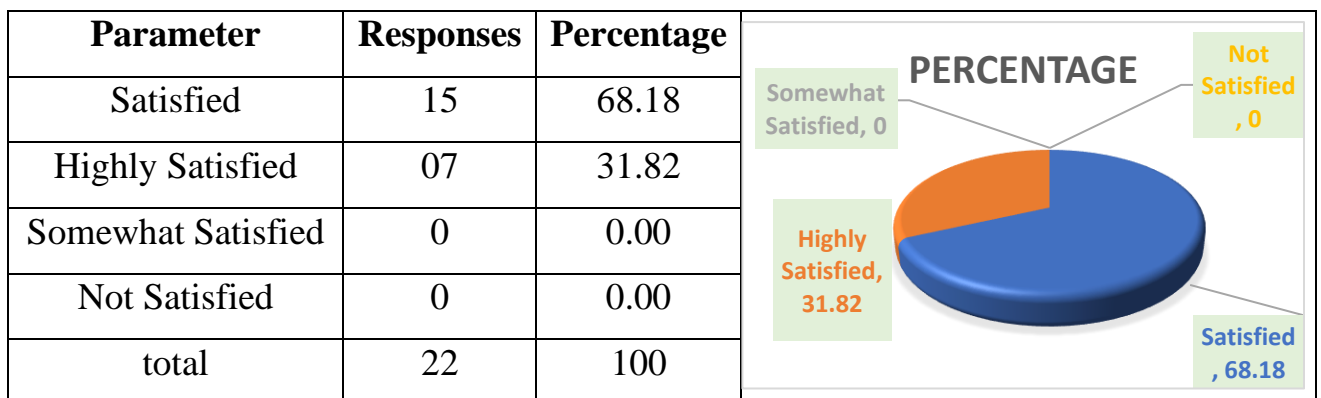 Parameter Responses Percentage
Satisfied 15 68.18
Highly Satisfied 07 31.82
Somewhat Satisfied 0 0.00
Not Satisfied 0 0.00
total 22 100
PERCENTAGE
Somewhat
Satisfied, 0
Not
Satisfied
, 0
Highly
Satisfied,
31.82
Satisfied
, 68.18